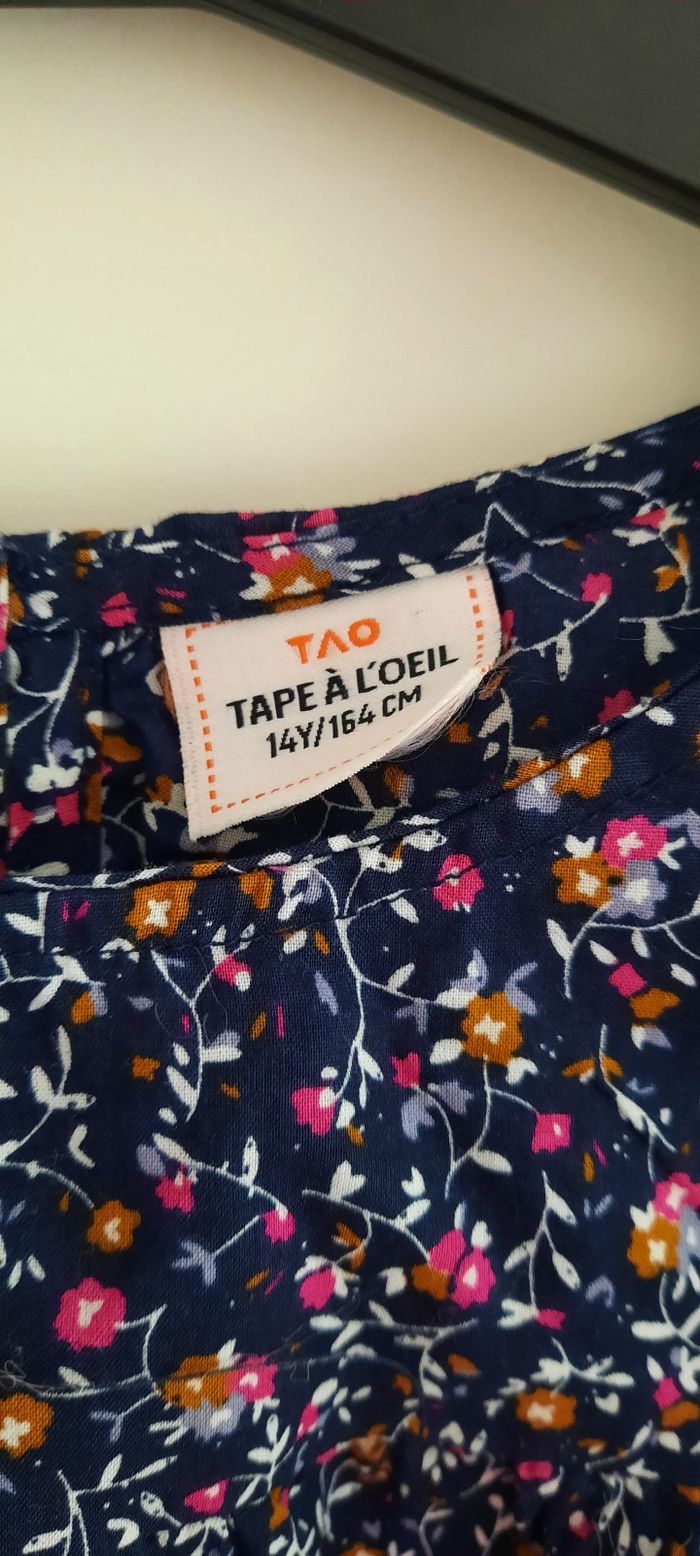 TAO
TAPE À L'OEIL
14Y/164 CM